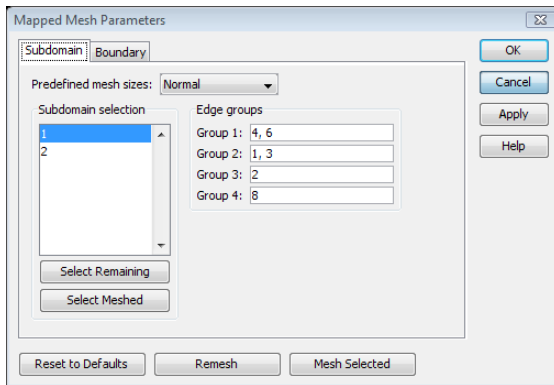 Mapped Mesh Parameters
Subdomain Boundary
OK
Predefined mesh sizes: Normal
Cancel
Subdomain selection
Edge groups
Apply
1
Group 1: 4, 6
Help
2
Group 2: 1, 3
Group 3: 2
Group 4: 8
Select Remaining
Select Meshed
Reset to Defaults
Remesh
Mesh Selected